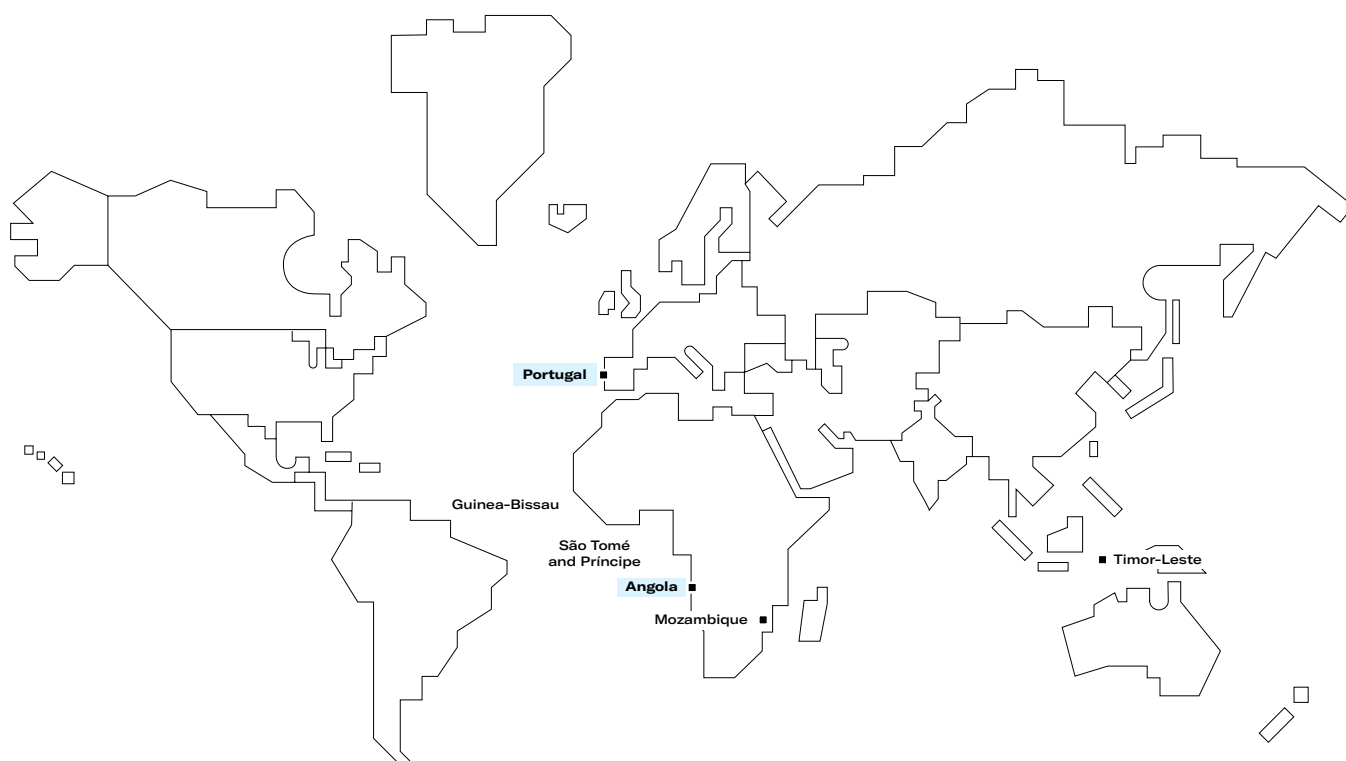 Portugal
Guinea-Bissau
São Tomé
and Príncipe
Timor-Leste
Angola
Mozambique